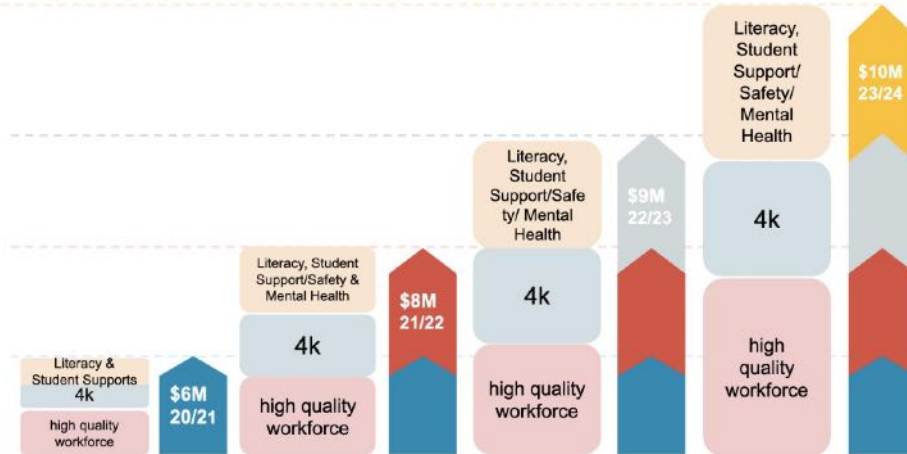 Literacy &
Student Supports
4k
high quality
workforce
$6M
20/21
Literacy, Student
Support/Safety &
Mental Health
4k
high quality
workforce
$8M
21/22
Literacy,
Student
Support/Safe
ty/ Mental
Health
4k
high quality
workforce
$9M
22/23
Literacy,
Student
Support/
Safety/
Mental
Health
4k
high
quality
workforce
$10M
23/24